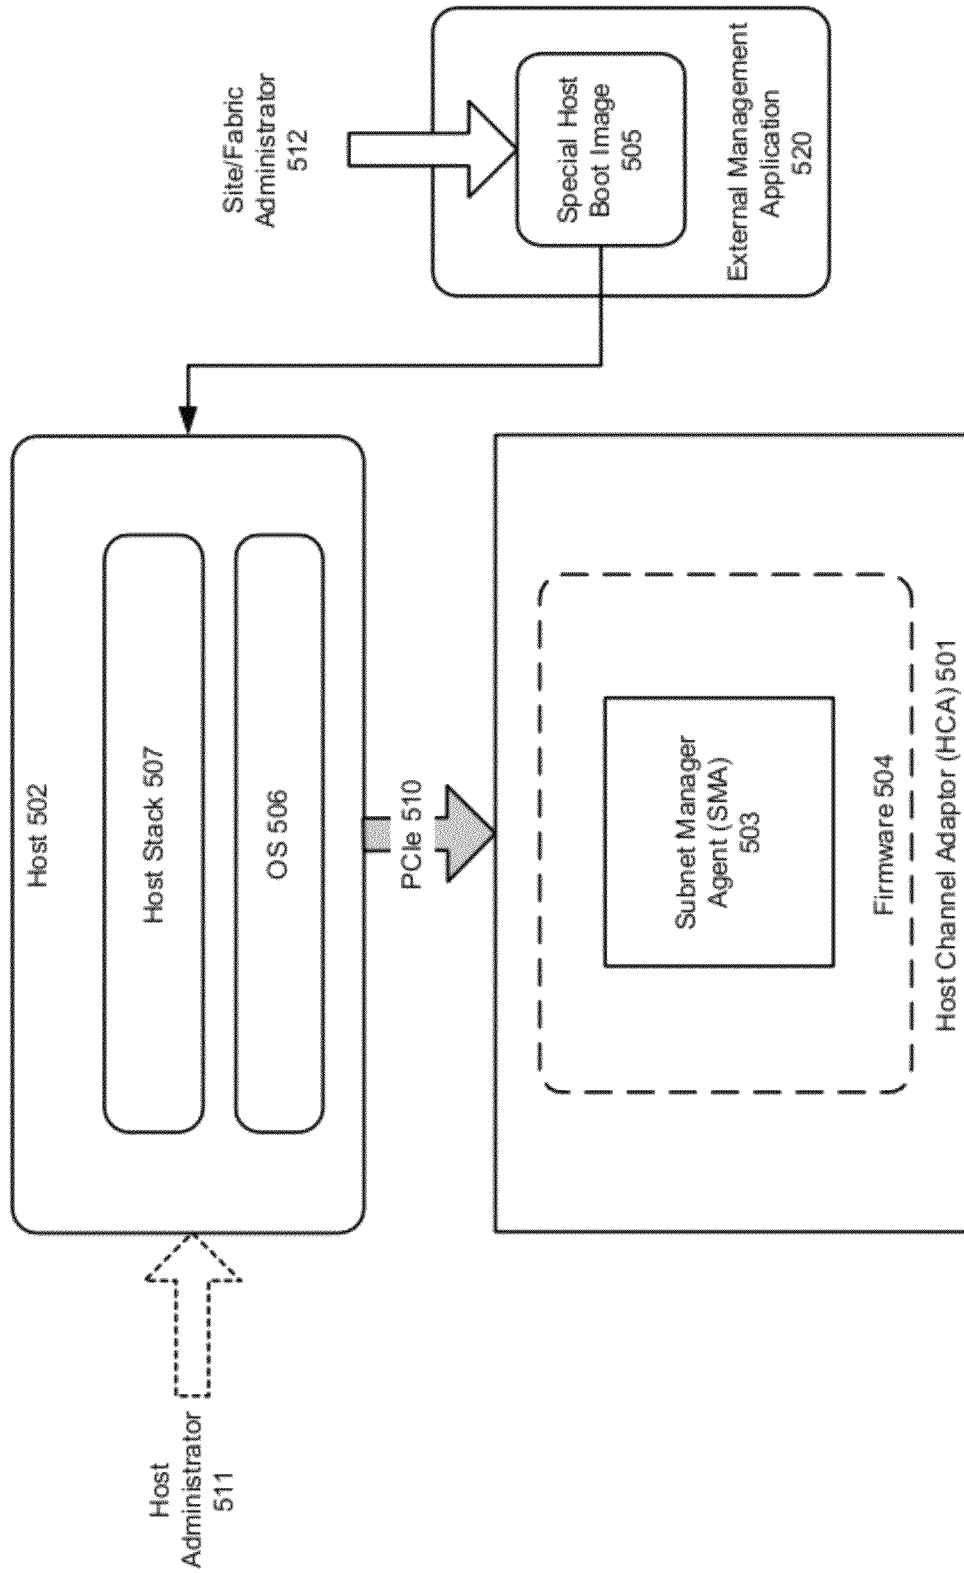 Host 502
Host Stack 507
OS 506
Host
Administrator
511
PCIe 510
Subnet Manager
Agent (SMA)
503
Firmware 504
Host Channel Adaptor (HCA) 501
Site/Fabric
Administrator
512
Special Host
Boot Image
505
External Management
Application
520